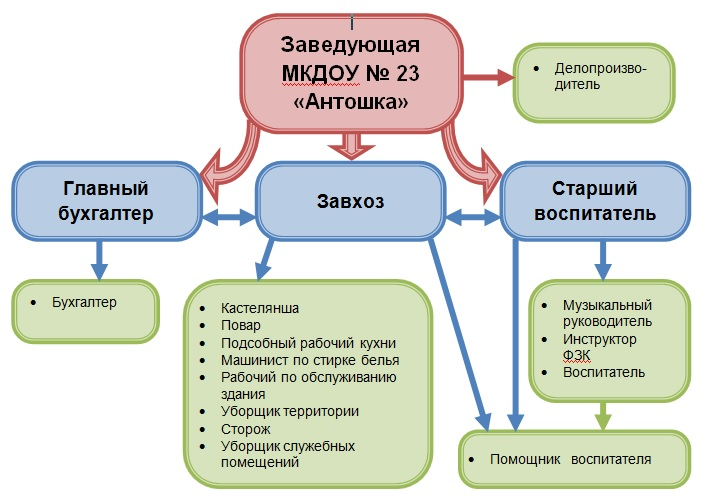 Заведующая
МКДОУ № 23
«Антошка»
• Делопроизво-
дитель
Главный
бухгалтер
Завхоз
Старший
воспитатель
• Бухгалтер
• Кастелянша
• Повар
• Подсобный рабочий кухни
• Машинист по стирке белья
• Рабочий по обслуживанию
здания
• Уборщик территории
• Сторож
• Уборщик служебных
помещений
• Музыкальный
руководитель
• Инструктор
ФЗК
• Воспитатель
• Помощник воспитателя